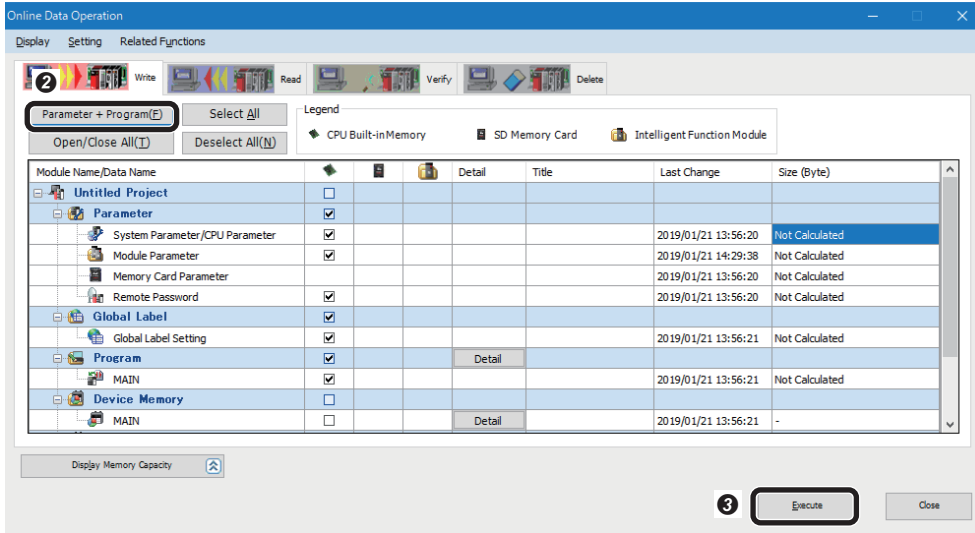 Online Data Operation
Display Setting Related Functions
❷ Write Read Verify Delete
Parameter + Program(F) Select All
Open/Close All(T) Deselect All(N)
Legend
CPU Built-in Memory SD Memory Card Intelligent Function Module
Module Name/Data Name Detail Title Last Change Size (Byte)
Untitled Project
Parameter
System Parameter/CPU Parameter 2019/01/21 13:56:20 Not Calculated
Module Parameter 2019/01/21 14:29:38 Not Calculated
Memory Card Parameter 2019/01/21 13:56:20 Not Calculated
Remote Password 2019/01/21 13:56:20 Not Calculated
Global Label
Global Label Setting 2019/01/21 13:56:21 Not Calculated
Program Detail
MAIN 2019/01/21 13:56:21 Not Calculated
Device Memory
MAIN Detail 2019/01/21 13:56:21 -
Display Memory Capacity
❸ Execute Close